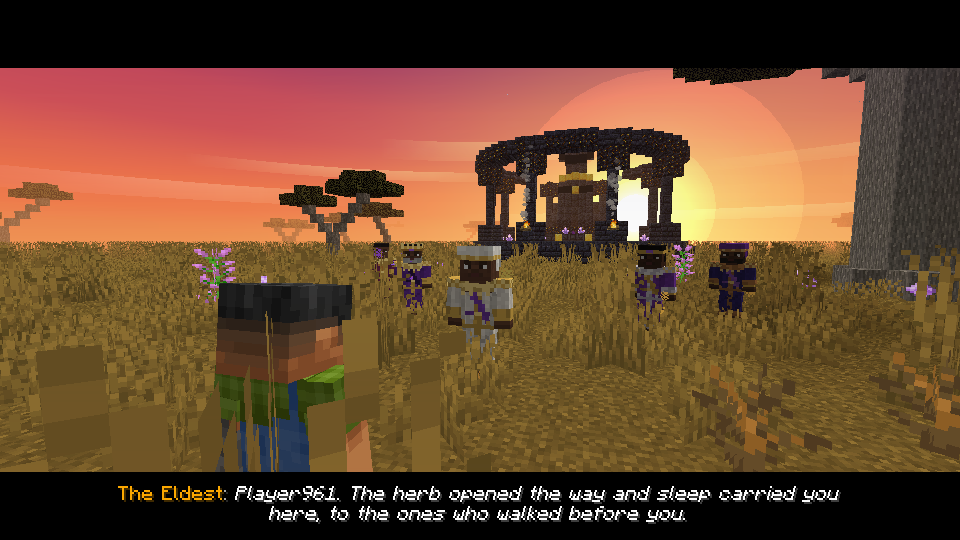 The Eldest: Player961. The herb opened the way and sleep carried you
here, to the ones who walked before you.